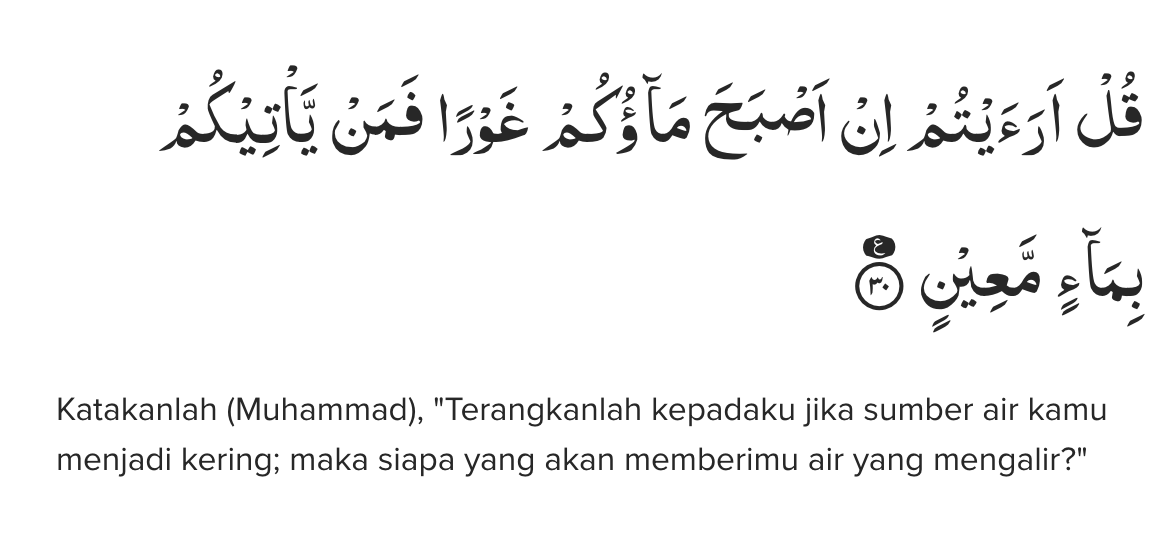 قُلْ اَرَءَيْتُمْ اِنْ اَصْبَحَ مَاۤؤُكُمْ غَوْرًا فَمَنْ يَّأْتِيْكُمْ
بِمَاۤءٍ مَّعِيْنٍ ࣖ ٣٠
Katakanlah (Muhammad), "Terangkanlah kepadaku jika sumber air kamu
menjadi kering; maka siapa yang akan memberimu air yang mengalir?"